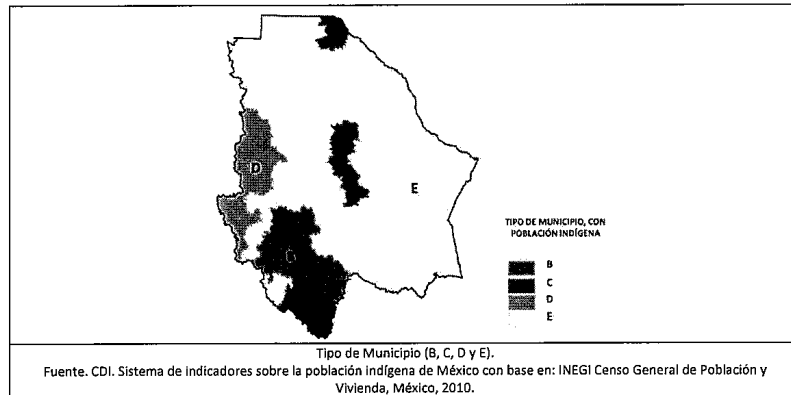 D
E
TIPO DE MUNICIPIO, CON
POBLACIÓN INDÍGENA
B
C
D
E
Tipo de Municipio (B, C, D y E).
Fuente. CDI. Sistema de indicadores sobre la población indígena de México con base en: INEGI Censo General de Población y
Vivienda, México, 2010.